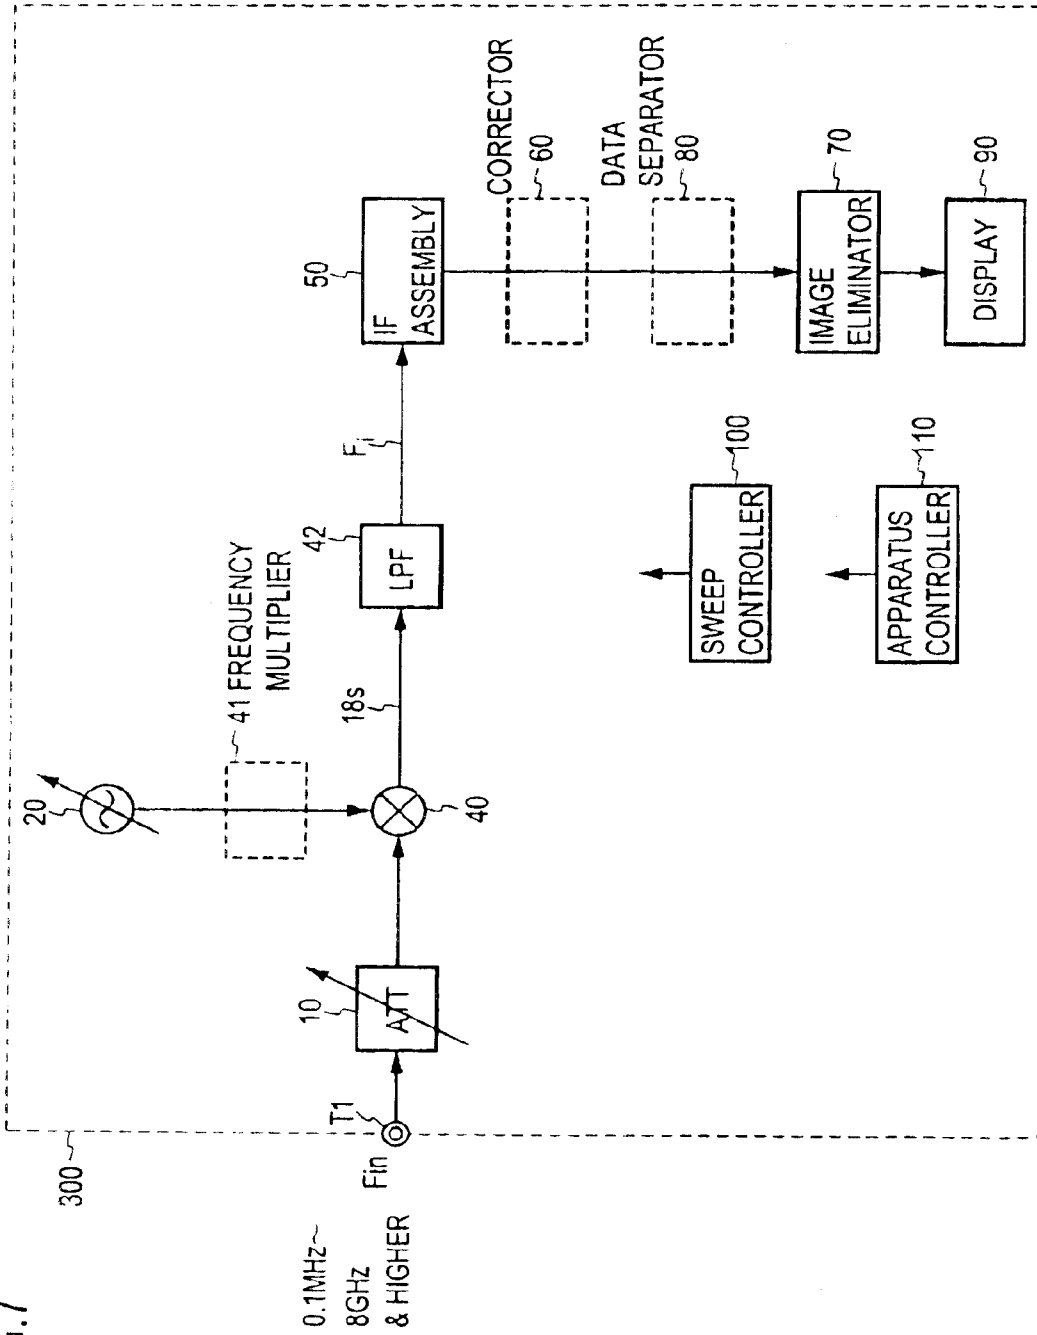 300
0.1MHz~
8GHz
& HIGHER
Fin
T1
10
ATT
20
41 FREQUENCY
MULTIPLIER
40
18s
42
LPF
Fi
50
IF
ASSEMBLY
CORRECTOR
60
DATA
SEPARATOR
80
IMAGE
ELIMINATOR
70
DISPLAY
90
SWEEP
CONTROLLER
100
APPARATUS
CONTROLLER
110